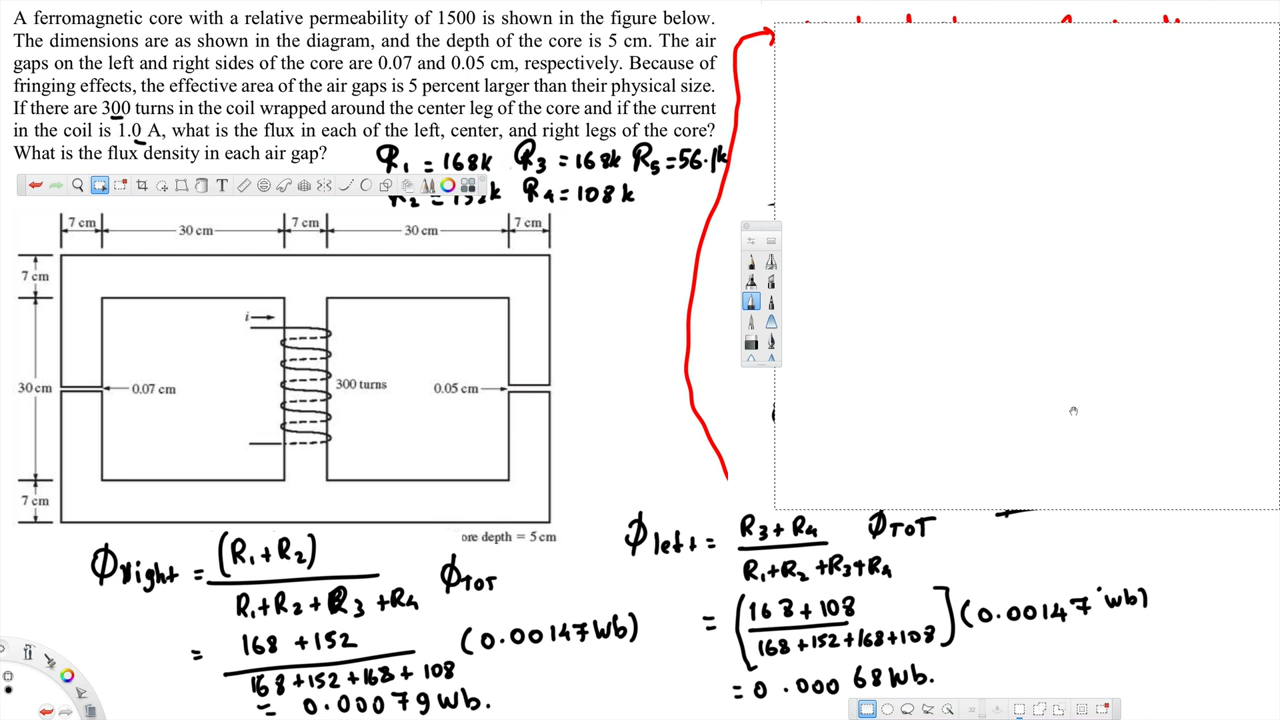 A ferromagnetic core with a relative permeability of 1500 is shown in the figure below.
The dimensions are as shown in the diagram, and the depth of the core is 5 cm. The air
gaps on the left and right sides of the core are 0.07 and 0.05 cm, respectively. Because of
fringing effects, the effective area of the air gaps is 5 percent larger than their physical size.
If there are 300 turns in the coil wrapped around the center leg of the core and if the current
in the coil is 1.0 A, what is the flux in each of the left, center, and right legs of the core?
What is the flux density in each air gap?
R1 = 168k R3 = 168k R5 = 56.1k
R4 = 108k
7 cm 30 cm 7 cm 30 cm 7 cm
7 cm
i
30 cm 0.07 cm 300 turns 0.05 cm
7 cm
ore depth = 5 cm
ϕright = (R1+R2) / R1+R2+R3+R4 ϕTOT
= 168 + 152 / 168+152+168+108 (0.00147Wb)
= 0.00079Wb.
ϕleft = R3+R4 / R1+R2+R3+R4 ϕTOT
= [168+108 / 168+152+168+108] (0.00147 Wb)
= 0.00068Wb.